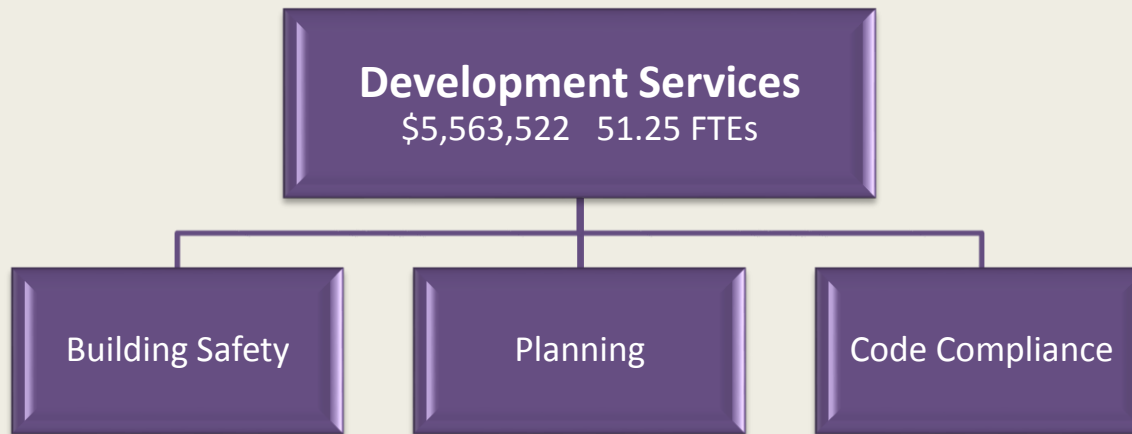 Development Services
$5,563,522 51.25 FTEs
Building Safety
Planning
Code Compliance